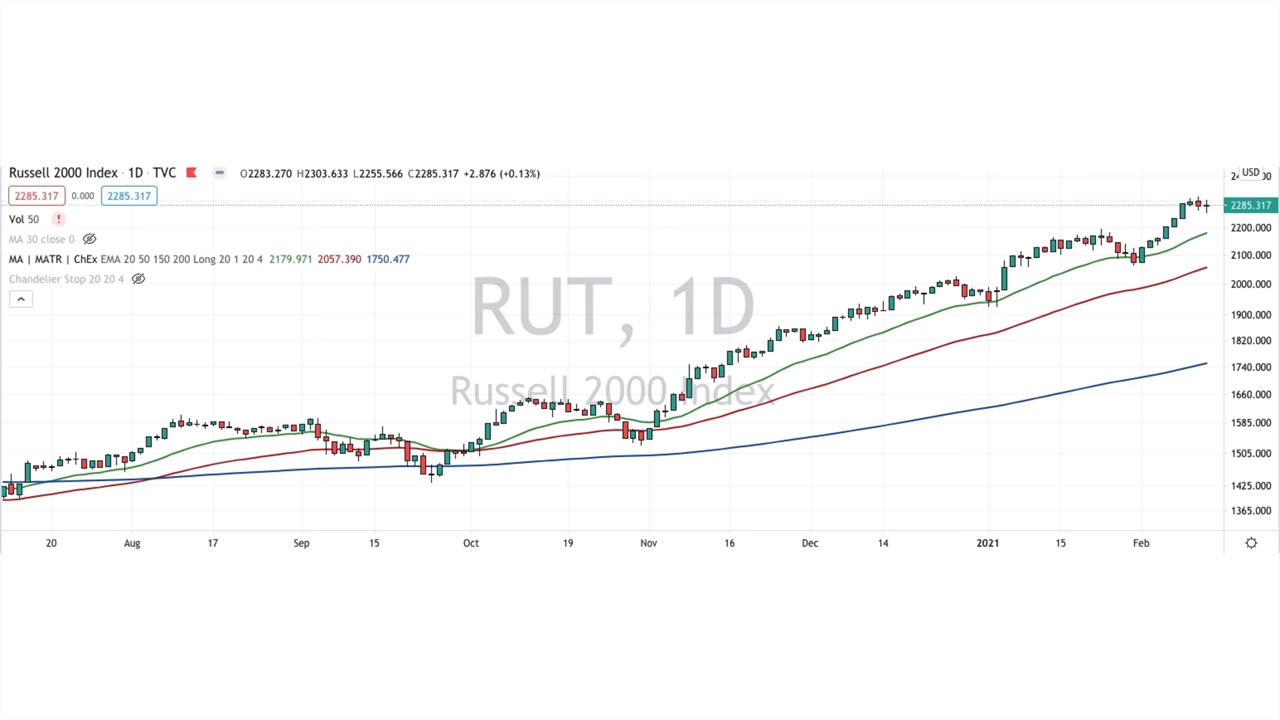 Russell 2000 Index · 1D · TVC O2283.270 H2303.633 L2255.566 C2285.317 +2.876 (+0.13%)
2285.317 0.000 2285.317
Vol 50 !
MA 30 close 0
MA | MATR | ChEx EMA 20 50 150 200 Long 20 1 20 4 2179.971 2057.390 1750.477
Chandelier Stop 20 20 4
RUT, 1D
Russell 2000 Index
USD
2285.317
2200.000
2100.000
2000.000
1900.000
1820.000
1740.000
1660.000
1585.000
1505.000
1425.000
1365.000
20 Aug 17 Sep 15 Oct 19 Nov 16 Dec 14 2021 15 Feb